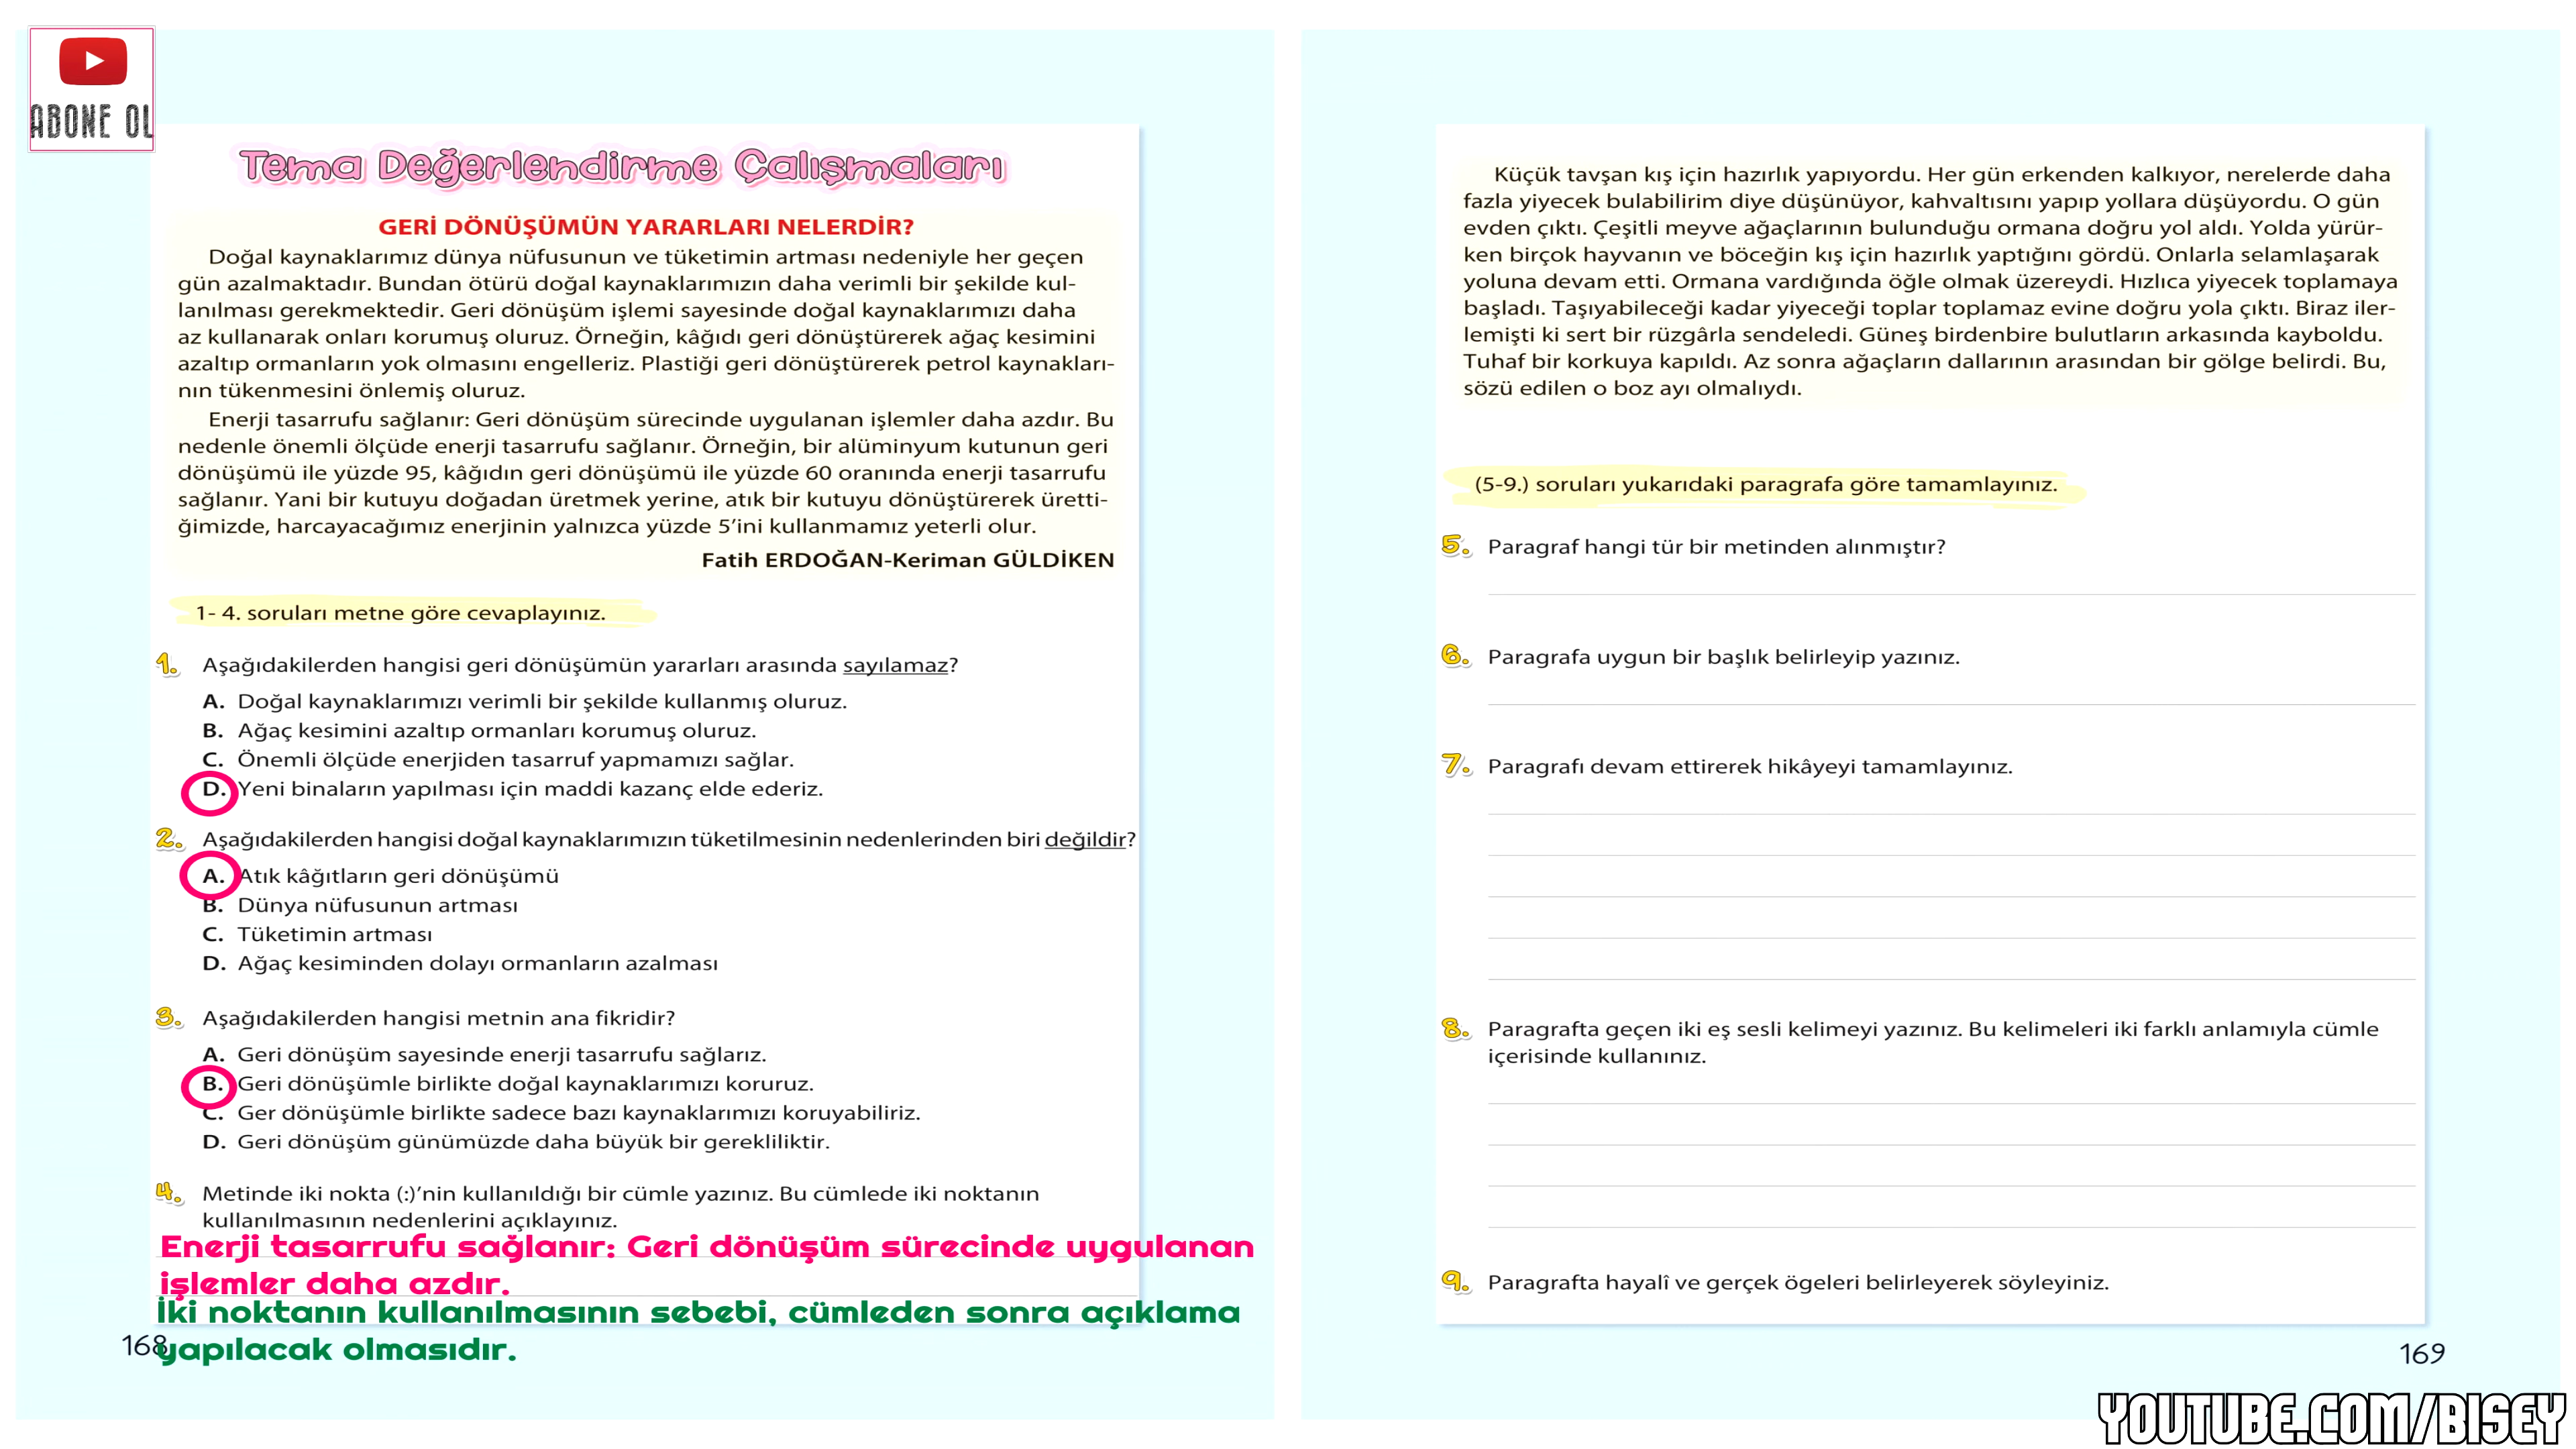 ABONE OL
Tema Değerlendirme Çalışmaları
GERİ DÖNÜŞÜMÜN YARARLARI NELERDİR?
Doğal kaynaklarımız dünya nüfusunun ve tüketimin artması nedeniyle her geçen
gün azalmaktadır. Bundan ötürü doğal kaynaklarımızın daha verimli bir şekilde kul-
lanılması gerekmektedir. Geri dönüşüm işlemi sayesinde doğal kaynaklarımızı daha
az kullanarak onları korumuş oluruz. Örneğin, kâğıdı geri dönüştürerek ağaç kesimini
azaltıp ormanların yok olmasını engelleriz. Plastiği geri dönüştürerek petrol kaynakları-
nın tükenmesini önlemiş oluruz.
Enerji tasarrufu sağlanır: Geri dönüşüm sürecinde uygulanan işlemler daha azdır. Bu
nedenle önemli ölçüde enerji tasarrufu sağlanır. Örneğin, bir alüminyum kutunun geri
dönüşümü ile yüzde 95, kâğıdın geri dönüşümü ile yüzde 60 oranında enerji tasarrufu
sağlanır. Yani bir kutuyu doğadan üretmek yerine, atık bir kutuyu dönüştürerek üretti-
ğimizde, harcayacağımız enerjinin yalnızca yüzde 5’ini kullanmamız yeterli olur.
Fatih ERDOĞAN-Keriman GÜLDİKEN
1- 4. soruları metne göre cevaplayınız.
1. Aşağıdakilerden hangisi geri dönüşümün yararları arasında sayılamaz?
A. Doğal kaynaklarımızı verimli bir şekilde kullanmış oluruz.
B. Ağaç kesimini azaltıp ormanları korumuş oluruz.
C. Önemli ölçüde enerjiden tasarruf yapmamızı sağlar.
D. Yeni binaların yapılması için maddi kazanç elde ederiz.
2. Aşağıdakilerden hangisi doğal kaynaklarımızın tüketilmesinin nedenlerinden biri değildir?
A. Atık kâğıtların geri dönüşümü
B. Dünya nüfusunun artması
C. Tüketimin artması
D. Ağaç kesiminden dolayı ormanların azalması
3. Aşağıdakilerden hangisi metnin ana fikridir?
A. Geri dönüşüm sayesinde enerji tasarrufu sağlarız.
B. Geri dönüşümle birlikte doğal kaynaklarımızı koruruz.
C. Ger dönüşümle birlikte sadece bazı kaynaklarımızı koruyabiliriz.
D. Geri dönüşüm günümüzde daha büyük bir gerekliliktir.
4. Metinde iki nokta (:)’nin kullanıldığı bir cümle yazınız. Bu cümlede iki noktanın
kullanılmasının nedenlerini açıklayınız.
Enerji tasarrufu sağlanır: Geri dönüşüm sürecinde uygulanan
işlemler daha azdır.
İki noktanın kullanılmasının sebebi, cümleden sonra açıklama
yapılacak olmasıdır.
168
Küçük tavşan kış için hazırlık yapıyordu. Her gün erkenden kalkıyor, nerelerde daha
fazla yiyecek bulabilirim diye düşünüyor, kahvaltısını yapıp yollara düşüyordu. O gün
evden çıktı. Çeşitli meyve ağaçlarının bulunduğu ormana doğru yol aldı. Yolda yürür-
ken birçok hayvanın ve böceğin kış için hazırlık yaptığını gördü. Onlarla selamlaşarak
yoluna devam etti. Ormana vardığında öğle olmak üzereydi. Hızlıca yiyecek toplamaya
başladı. Taşıyabileceği kadar yiyeceği toplar toplamaz evine doğru yola çıktı. Biraz iler-
lemişti ki sert bir rüzgârla sendeledi. Güneş birdenbire bulutların arkasında kayboldu.
Tuhaf bir korkuya kapıldı. Az sonra ağaçların dallarının arasından bir gölge belirdi. Bu,
sözü edilen o boz ayı olmalıydı.
(5-9.) soruları yukarıdaki paragrafa göre tamamlayınız.
5. Paragraf hangi tür bir metinden alınmıştır?
6. Paragrafa uygun bir başlık belirleyip yazınız.
7. Paragrafı devam ettirerek hikâyeyi tamamlayınız.
8. Paragrafta geçen iki eş sesli kelimeyi yazınız. Bu kelimeleri iki farklı anlamıyla cümle
içerisinde kullanınız.
9. Paragrafta hayalî ve gerçek ögeleri belirleyerek söyleyiniz.
169
YOUTUBE.COM/BISEY